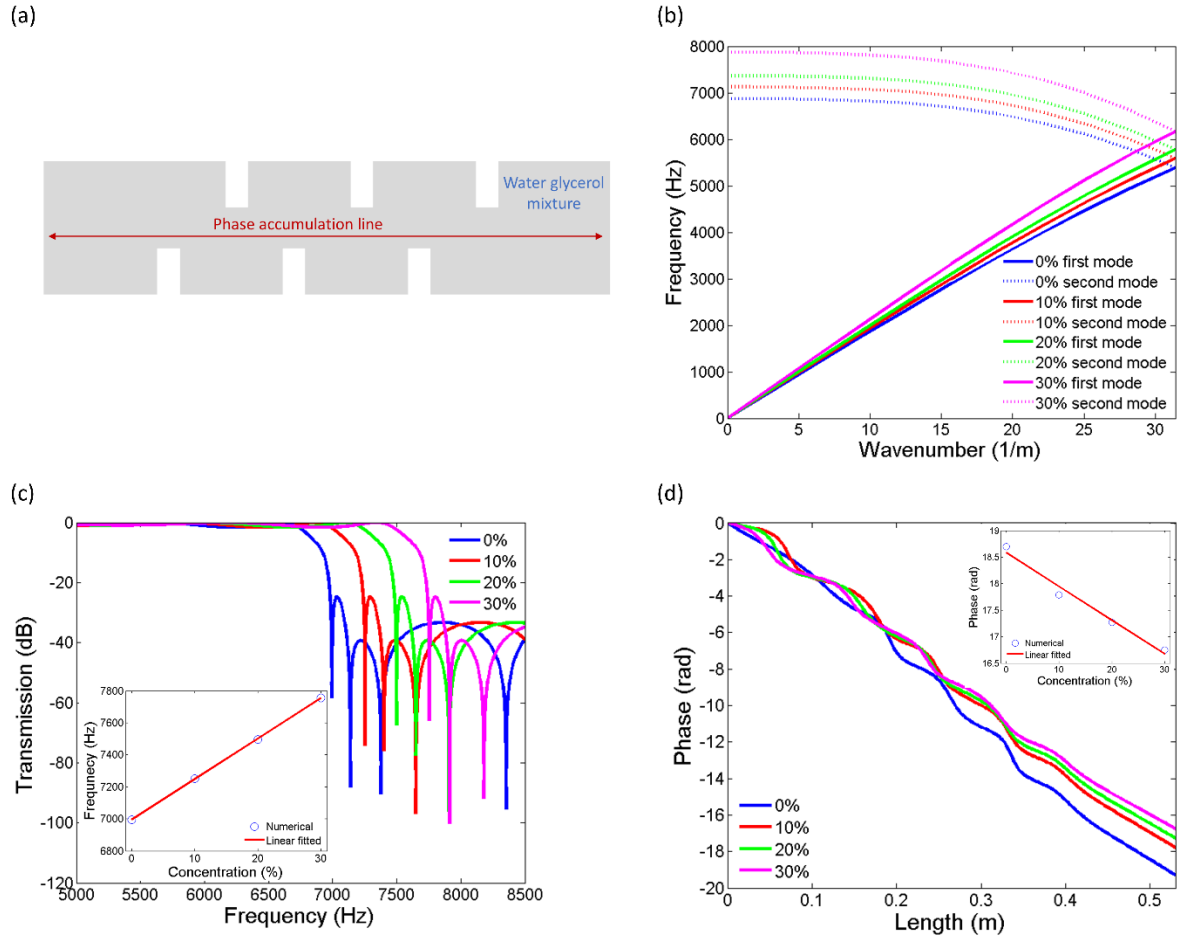 (a)
Water glycerol
mixture
Phase accumulation line
(b)
8000
7000
6000
5000
4000
3000
2000
1000
0
Frequency (Hz)
0% first mode
0% second mode
10% first mode
10% second mode
20% first mode
20% second mode
30% first mode
30% second mode
0 5 10 15 20 25 30
Wavenumber (1/m)
(c)
0
-20
-40
-60
-80
-100
-120
Transmission (dB)
0%
10%
20%
30%
7800
7600
7400
7200
7000
6800
Frequnecy (Hz)
Numerical
Linear fitted
0 10 20 30
Concentration (%)
5000 5500 6000 6500 7000 7500 8000 8500
Frequency (Hz)
(d)
0
-2
-4
-6
-8
-10
-12
-14
-16
-18
-20
Phase (rad)
19
18.5
18
17.5
17
16.5
Phase (rad)
Numerical
Linear fitted
0 10 20 30
Concentration (%)
0%
10%
20%
30%
0 0.1 0.2 0.3 0.4 0.5
Length (m)